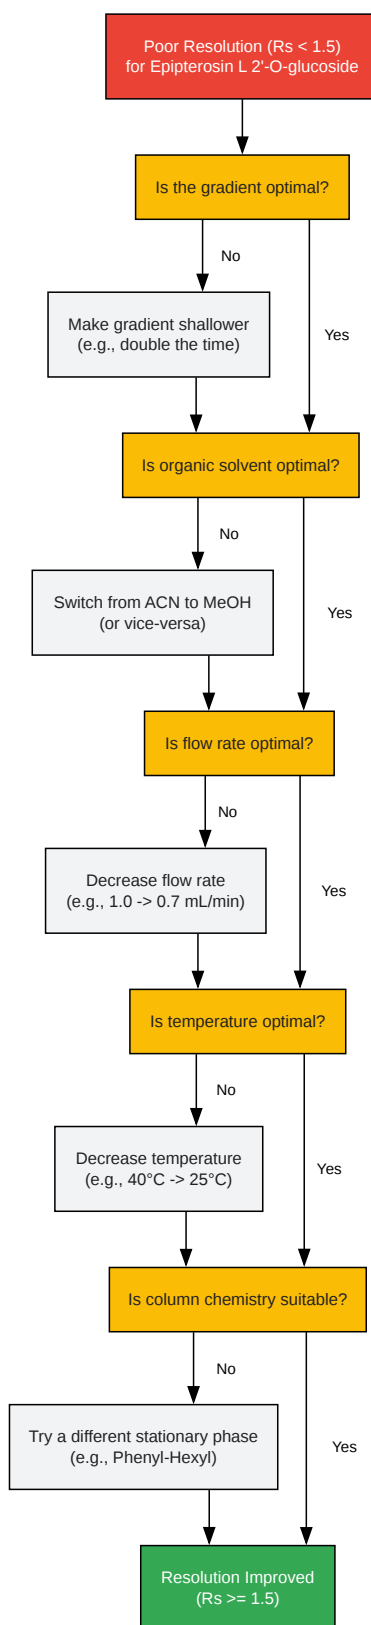 Poor Resolution (Rs < 1.5)
for Epipterosin L 2'-O-glucoside
Is the gradient optimal?
No
Make gradient shallower
(e.g., double the time)
Yes
Is organic solvent optimal?
No
Switch from ACN to MeOH
(or vice-versa)
Yes
Is flow rate optimal?
No
Decrease flow rate
(e.g., 1.0 -> 0.7 mL/min)
Yes
Is temperature optimal?
No
Decrease temperature
(e.g., 40°C -> 25°C)
Yes
Is column chemistry suitable?
No
Try a different stationary phase
(e.g., Phenyl-Hexyl)
Yes
Resolution Improved
(Rs >= 1.5)